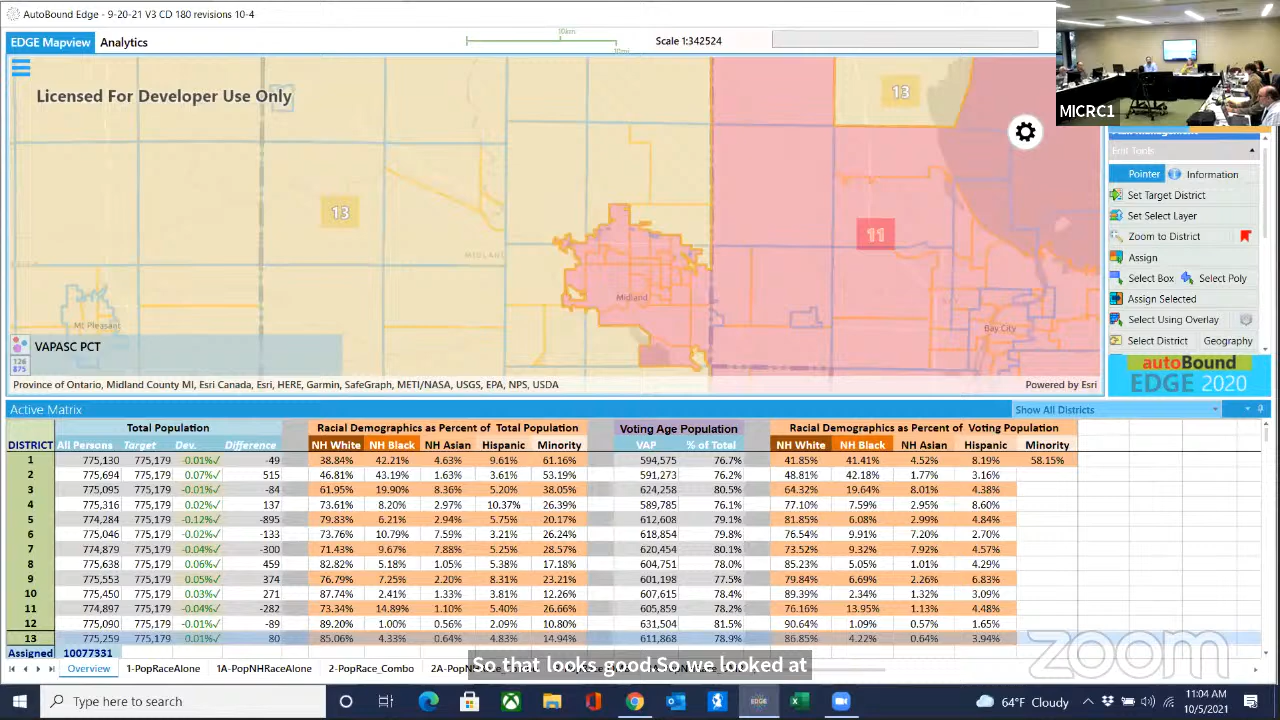 AutoBound Edge - 9-20-21 V3 CD 180 revisions 10-4
EDGE Mapview Analytics
10km
10mi
Scale 1:342524
Licensed For Developer Use Only
MICRC1
13
13
11
MIDLAND
Midland
Mt Pleasant
Bay City
VAPASC PCT
126
875
Province of Ontario, Midland County MI, Esri Canada, Esri, HERE, Garmin, SafeGraph, METI/NASA, USGS, EPA, NPS, USDA
Powered by Esri
Edit Tools
Pointer Information
Set Target District
Set Select Layer
Zoom to District
Assign
Select Box Select Poly
Assign Selected
Select Using Overlay
Select District Geography
autoBound
EDGE 2020
Active Matrix Show All Districts
Total Population Racial Demographics as Percent of Total Population Voting Age Population Racial Demographics as Percent of Voting Population
DISTRICT All Persons Target Dev. Difference NH White NH Black NH Asian Hispanic Minority VAP % of Total NH White NH Black NH Asian Hispanic Minority
1 775,130 775,179 -0.01%✓ -49 38.84% 42.21% 4.63% 9.61% 61.16% 594,575 76.7% 41.85% 41.41% 4.52% 8.19% 58.15%
2 775,694 775,179 0.07%✓ 515 46.81% 43.19% 1.63% 3.61% 53.19% 591,273 76.2% 48.81% 42.18% 1.77% 3.16%
3 775,095 775,179 -0.01%✓ -84 61.95% 19.90% 8.36% 5.20% 38.05% 624,258 80.5% 64.32% 19.64% 8.01% 4.38%
4 775,316 775,179 0.02%✓ 137 73.61% 8.20% 2.97% 10.37% 26.39% 589,785 76.1% 77.10% 7.59% 2.95% 8.60%
5 774,284 775,179 -0.12%✓ -895 79.83% 6.21% 2.94% 5.75% 20.17% 612,608 79.1% 81.85% 6.08% 2.99% 4.84%
6 775,046 775,179 -0.02%✓ -133 73.76% 10.79% 7.59% 3.21% 26.24% 618,854 79.8% 76.54% 9.91% 7.20% 2.70%
7 774,879 775,179 -0.04%✓ -300 71.43% 9.67% 7.88% 5.25% 28.57% 620,454 80.1% 73.52% 9.32% 7.92% 4.57%
8 775,638 775,179 0.06%✓ 459 82.82% 5.18% 1.05% 5.38% 17.18% 604,751 78.0% 85.23% 5.05% 1.01% 4.29%
9 775,553 775,179 0.05%✓ 374 76.79% 7.25% 2.20% 8.31% 23.21% 601,198 77.5% 79.84% 6.69% 2.26% 6.83%
10 775,450 775,179 0.03%✓ 271 87.74% 2.41% 1.33% 3.81% 12.26% 607,615 78.4% 89.39% 2.34% 1.32% 3.09%
11 774,897 775,179 -0.04%✓ -282 73.34% 14.89% 1.10% 5.40% 26.66% 605,859 78.2% 76.16% 13.95% 1.13% 4.48%
12 775,090 775,179 -0.01%✓ -89 89.20% 1.00% 0.56% 2.09% 10.80% 631,504 81.5% 90.64% 1.09% 0.57% 1.65%
13 775,259 775,179 0.01%✓ 80 85.06% 4.33% 0.64% 4.83% 14.94% 611,868 78.9% 86.85% 4.22% 0.64% 3.94%
Assigned 10077331
Overview 1-PopRaceAlone 1A-PopNHRaceAlone 2-PopRace_Combo
So that looks good.So we looked at
zoom
Type here to search
64°F Cloudy
11:04 AM
10/5/2021